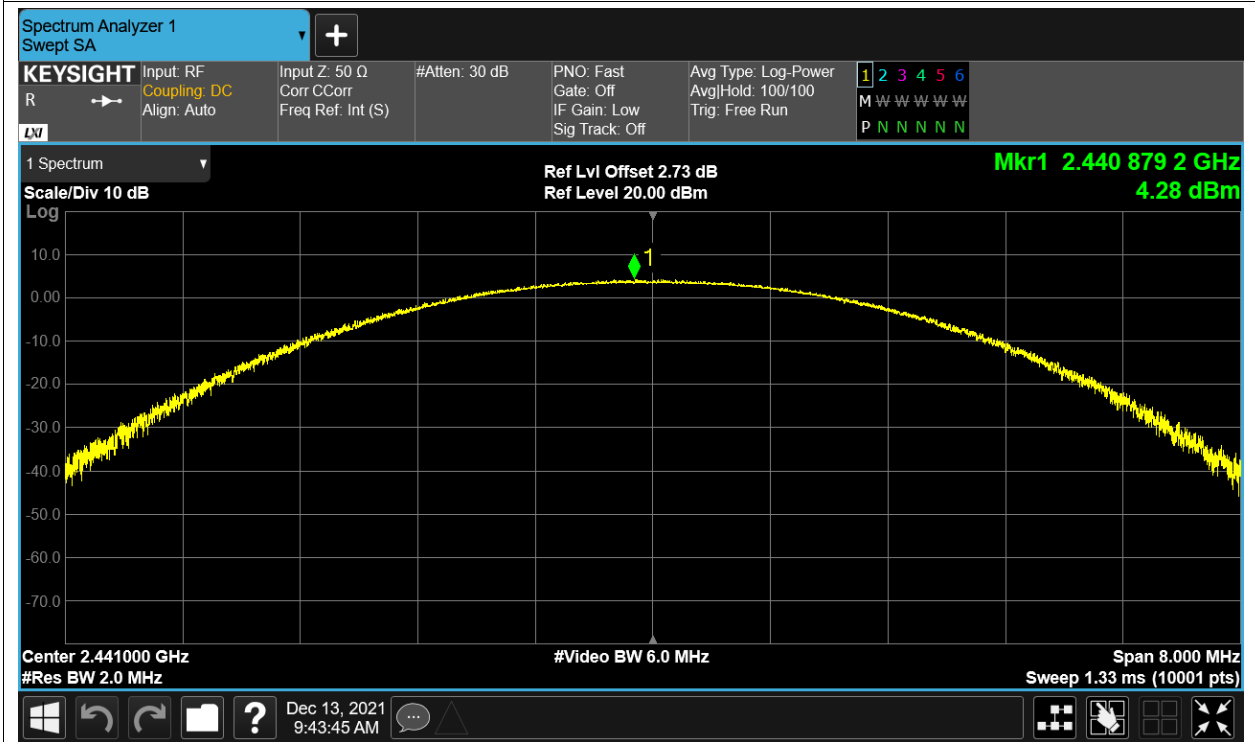 Spectrum Analyzer 1
Swept SA
+
KEYSIGHT
R
LXI
Input: RF
Coupling: DC
Align: Auto
Input Z: 50 Ω
Corr CCorr
Freq Ref: Int (S)
#Atten: 30 dB
PNO: Fast
Gate: Off
IF Gain: Low
Sig Track: Off
Avg Type: Log-Power
Avg|Hold: 100/100
Trig: Free Run
1 2 3 4 5 6
M W W W W W
P N N N N N
1 Spectrum
Scale/Div 10 dB
Log
Ref Lvl Offset 2.73 dB
Ref Level 20.00 dBm
Mkr1 2.440 879 2 GHz
4.28 dBm
1
10.0
0.00
-10.0
-20.0
-30.0
-40.0
-50.0
-60.0
-70.0
Center 2.441000 GHz
#Res BW 2.0 MHz
#Video BW 6.0 MHz
Span 8.000 MHz
Sweep 1.33 ms (10001 pts)
?
Dec 13, 2021
9:43:45 AM